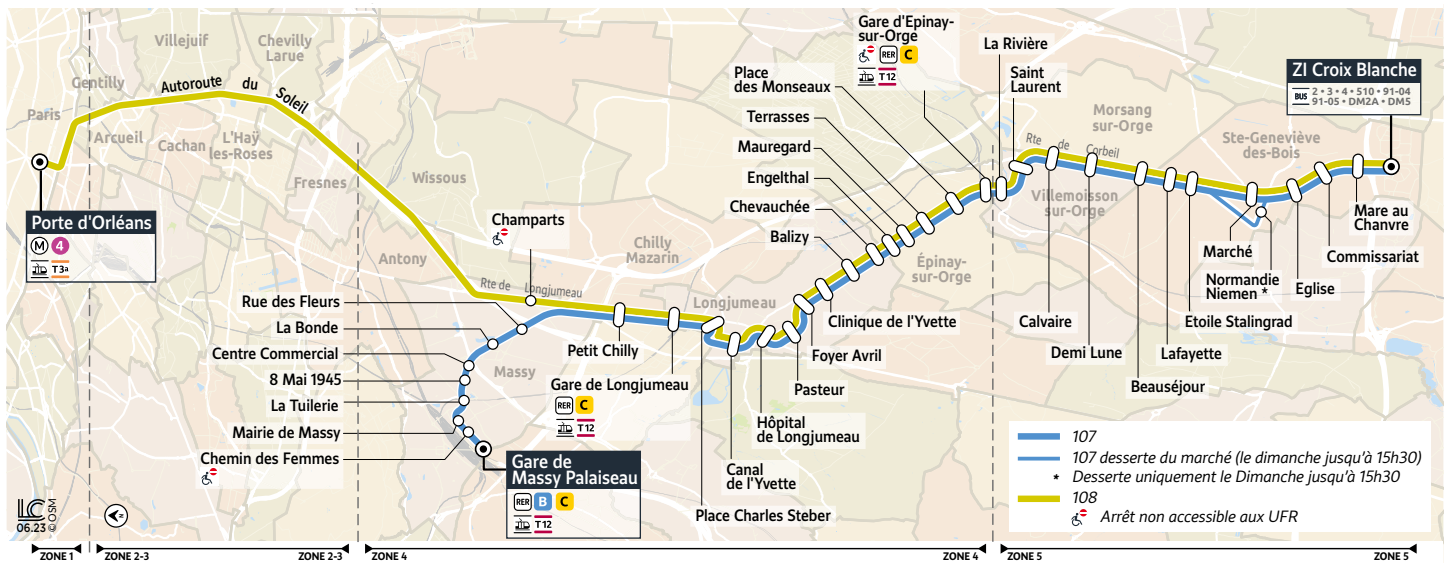 Paris
Gentilly
Villejuif
Chevilly
Larue
Autoroute du Soleil
Arcueil
Cachan
L'Haÿ
les-Roses
Fresnes
Wissous
Antony
Chilly
Mazarin
Longjumeau
Massy
Épinay-
sur-Orge
Morsang
sur-Orge
Villemoisson
sur-Orge
Ste-Geneviève
des-Bois
Rte de Longjumeau
Rte de Corbeil
Porte d'Orléans
M 4
T3a
Champarts
Rue des Fleurs
La Bonde
Centre Commercial
8 Mai 1945
La Tuilerie
Mairie de Massy
Chemin des Femmes
Gare de
Massy Palaiseau
RER B C
T12
Petit Chilly
Gare de Longjumeau
RER C
T12
Place Charles Steber
Canal
de l'Yvette
Hôpital
de Longjumeau
Pasteur
Foyer Avril
Clinique de l'Yvette
Balizy
Chevauchée
Engelthal
Mauregard
Terrasses
Place
des Monseaux
Gare d'Epinay-
sur-Orge
RER C
T12
La Rivière
Saint
Laurent
Calvaire
Demi Lune
Beauséjour
Lafayette
Etoile Stalingrad
Marché
Normandie
Niemen *
Eglise
Commissariat
Mare au
Chanvre
ZI Croix Blanche
BUS 2 • 3 • 4 • 510 • 91-04
91-05 • DM2A • DM5
107
107 desserte du marché (le dimanche jusqu'à 15h30)
* Desserte uniquement le Dimanche jusqu'à 15h30
108
Arrêt non accessible aux UFR
LC
06.23 © OSM
N
ZONE 1
ZONE 2-3
ZONE 2-3
ZONE 4
ZONE 4
ZONE 5
ZONE 5